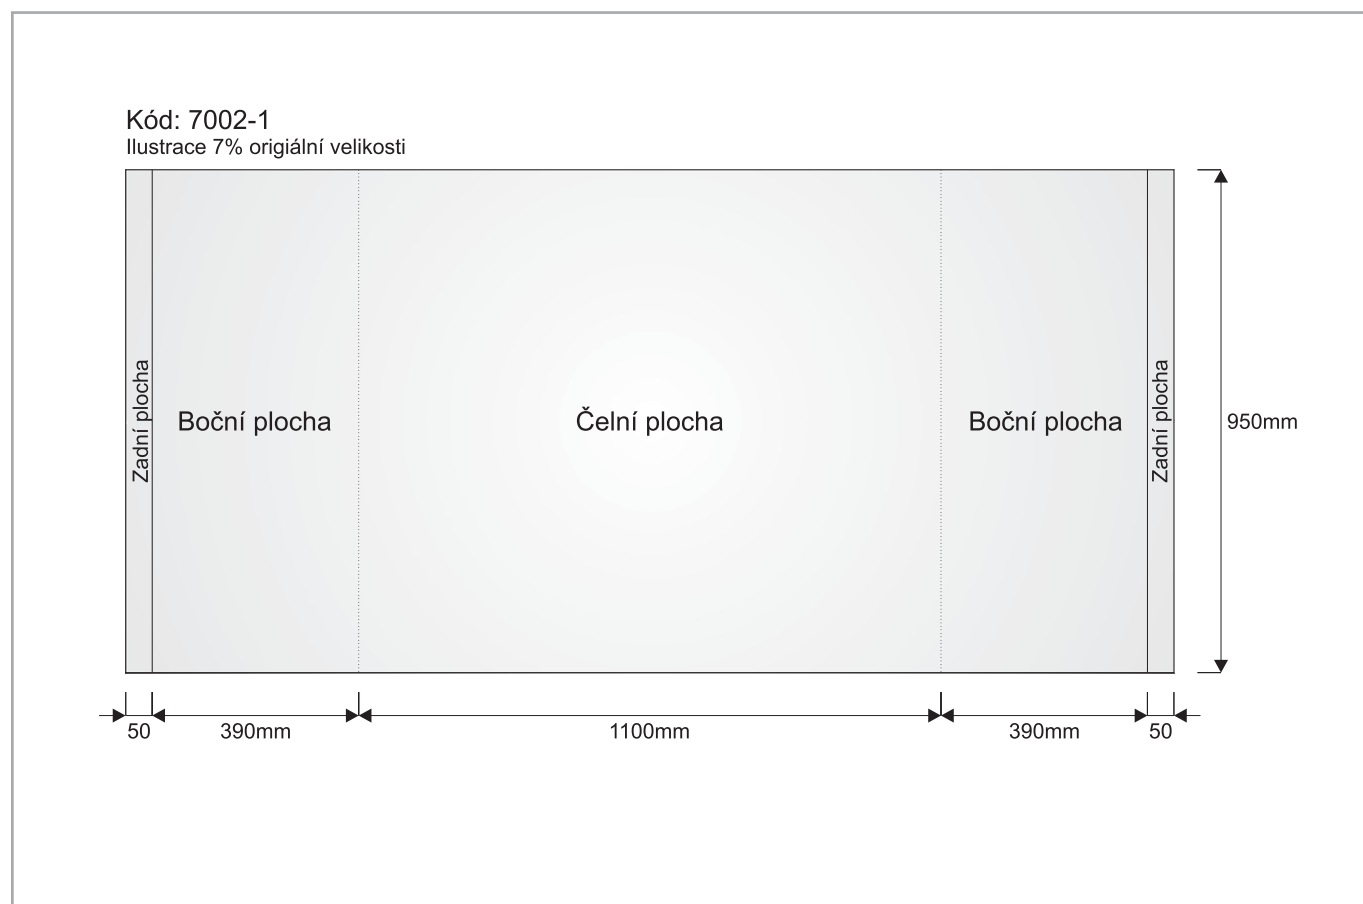 Kód: 7002-1
Ilustrace 7% origiální velikosti
Zadní plocha
Boční plocha
Čelní plocha
Boční plocha
Zadní plocha
950mm
50
390mm
1100mm
390mm
50